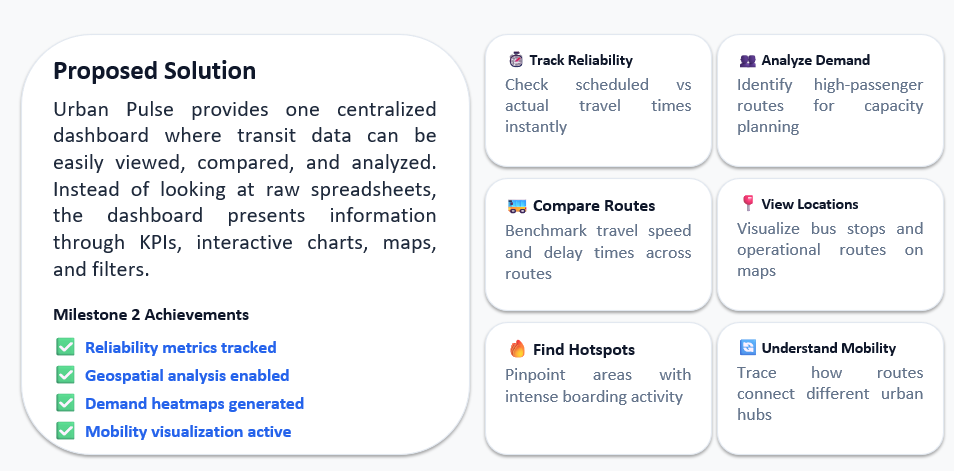 Proposed Solution
Urban Pulse provides one centralized
dashboard where transit data can be
easily viewed, compared, and analyzed.
Instead of looking at raw spreadsheets,
the dashboard presents information
through KPIs, interactive charts, maps,
and filters.
Milestone 2 Achievements
✅ Reliability metrics tracked
✅ Geospatial analysis enabled
✅ Demand heatmaps generated
✅ Mobility visualization active
Track Reliability
Check scheduled vs
actual travel times
instantly
Analyze Demand
Identify high-passenger
routes for capacity
planning
Compare Routes
Benchmark travel speed
and delay times across
routes
View Locations
Visualize bus stops and
operational routes on
maps
Find Hotspots
Pinpoint areas with
intense boarding activity
Understand Mobility
Trace how routes
connect different urban
hubs